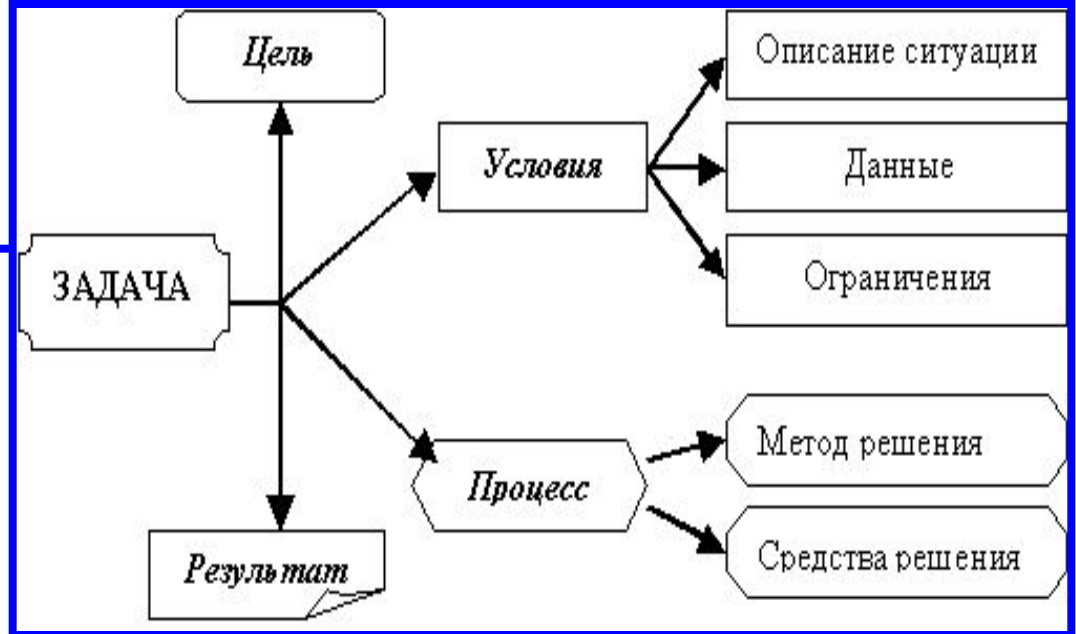 Цель
Описание ситуации
Условия
Данные
ЗАДАЧА
Ограничения
Процесс
Метод решения
Результат
Средства решения